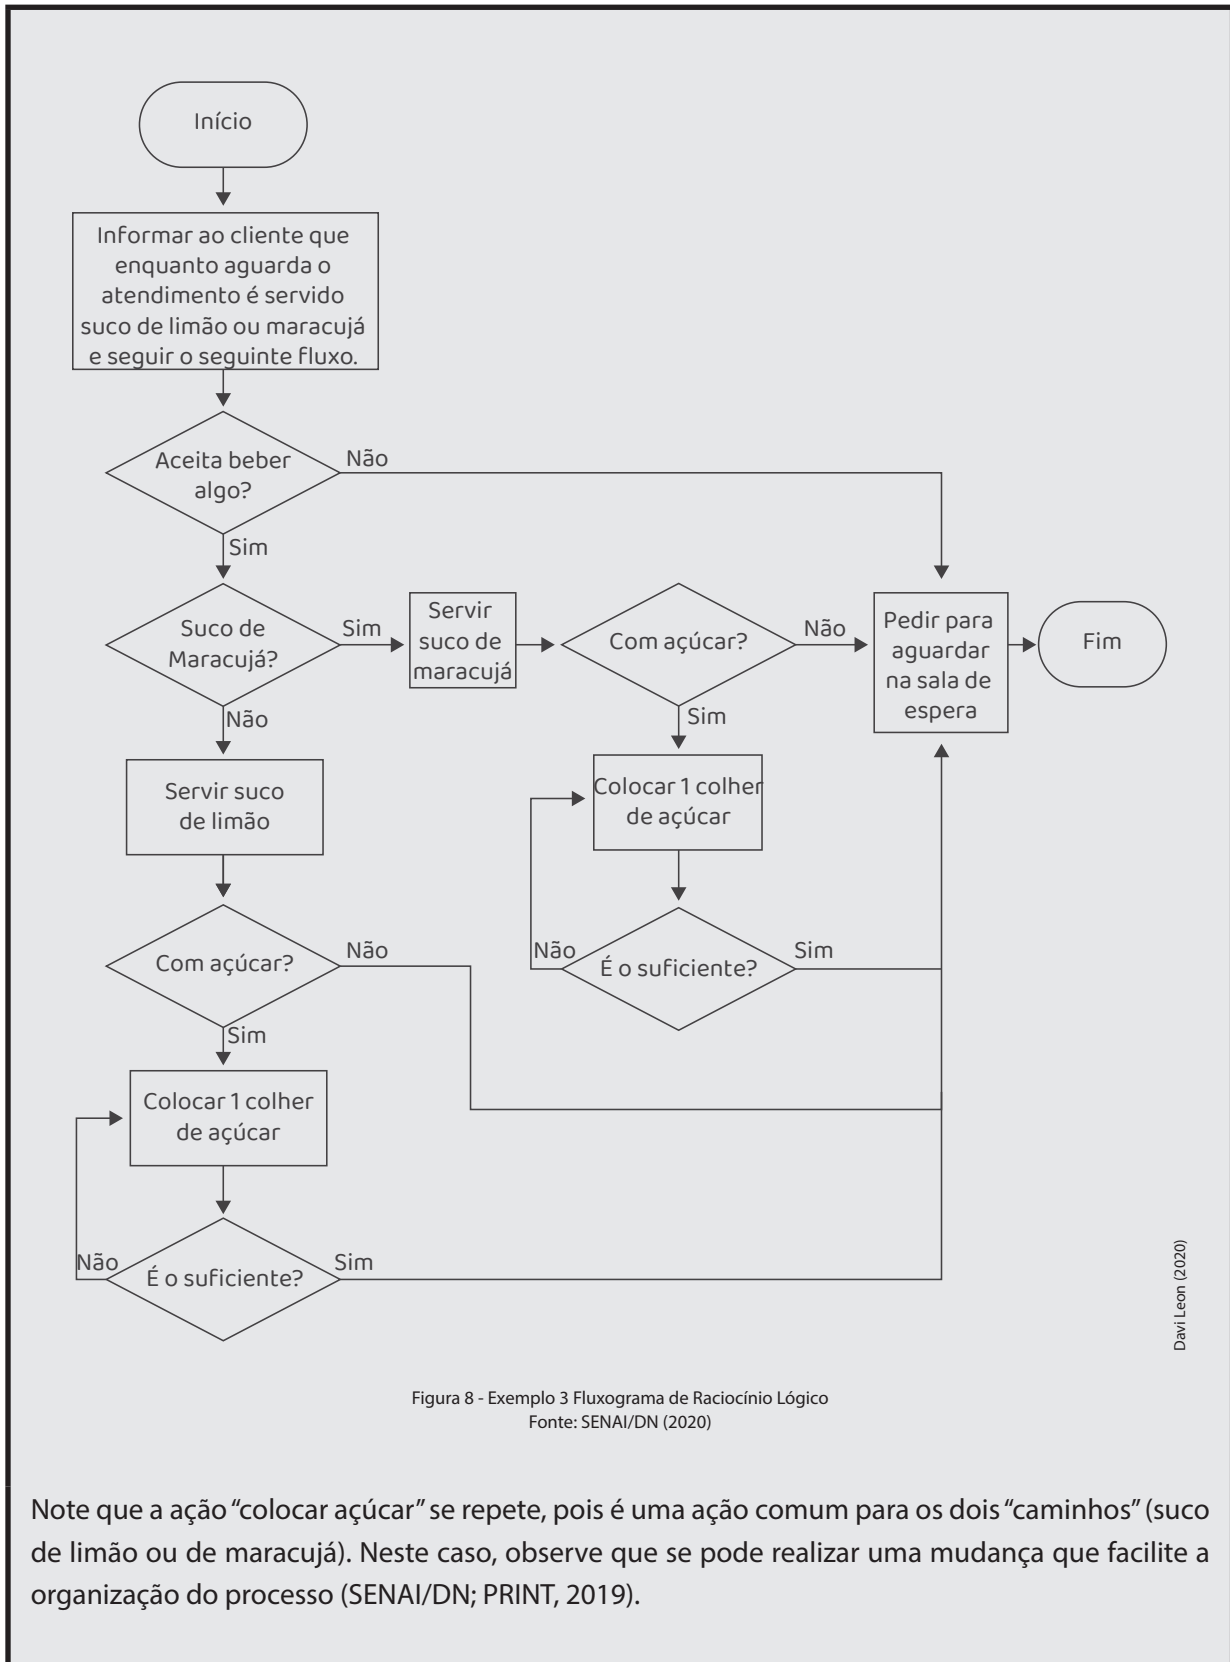 Início
Informar ao cliente que
enquanto aguarda o
atendimento é servido
suco de limão ou maracujá
e seguir o seguinte fluxo.
Aceita beber
algo?
Não
Sim
Suco de
Maracujá?
Sim
Servir
suco de
maracujá
Com açúcar?
Não
Pedir para
aguardar
na sala de
espera
Fim
Não
Sim
Servir suco
de limão
Colocar 1 colher
de açúcar
Com açúcar?
Não
Não
É o suficiente?
Sim
Sim
Colocar 1 colher
de açúcar
Não
É o suficiente?
Sim
Davi Leon (2020)
Figura 8 - Exemplo 3 Fluxograma de Raciocínio Lógico
Fonte: SENAI/DN (2020)
Note que a ação “colocar açúcar” se repete, pois é uma ação comum para os dois “caminhos” (suco
de limão ou de maracujá). Neste caso, observe que se pode realizar uma mudança que facilite a
organização do processo (SENAI/DN; PRINT, 2019).